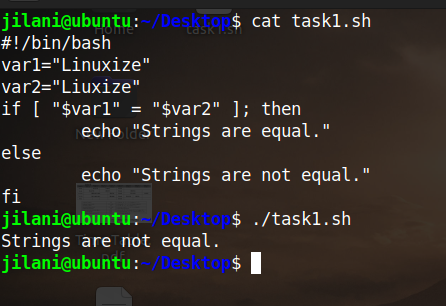 jilani@ubuntu:~/Desktop$ cat task1.sh
#!/bin/bash
var1="Linuxize"
var2="Liuxize"
if [ "$var1" = "$var2" ]; then
        echo "Strings are equal."
else
        echo "Strings are not equal."
fi
jilani@ubuntu:~/Desktop$ ./task1.sh
Strings are not equal.
jilani@ubuntu:~/Desktop$